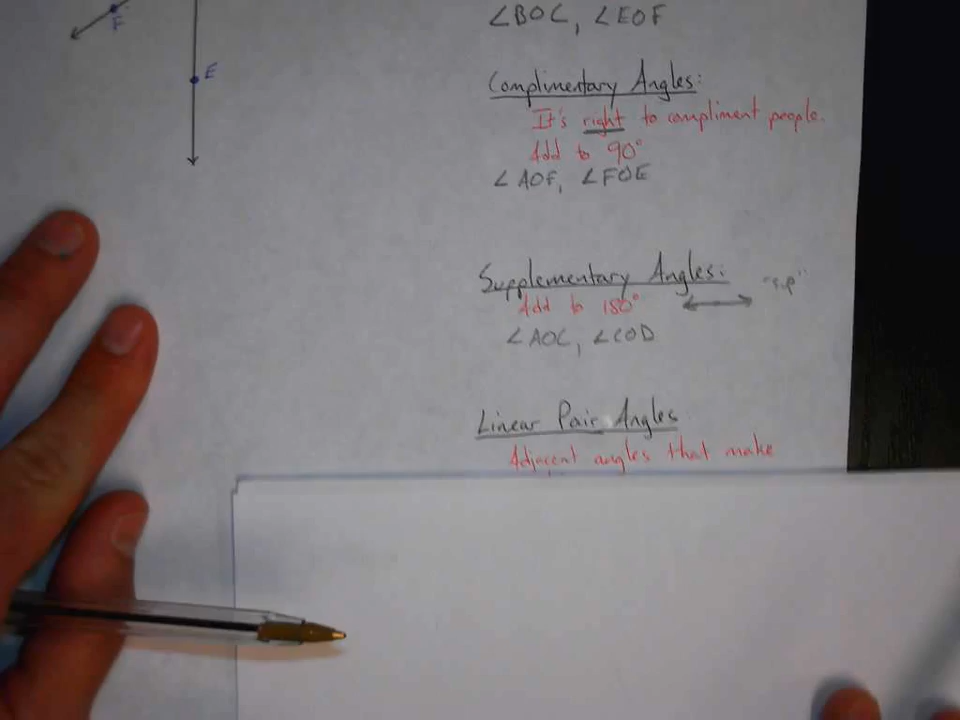 F
∠BOC, ∠EOF
E
Complimentary Angles:
It's right to compliment people.
Add to 90°
∠AOF, ∠FOE
Supplementary Angles:
Add to 180°
∠AOC, ∠COD
Linear Pair Angles
Adjacent angles that make